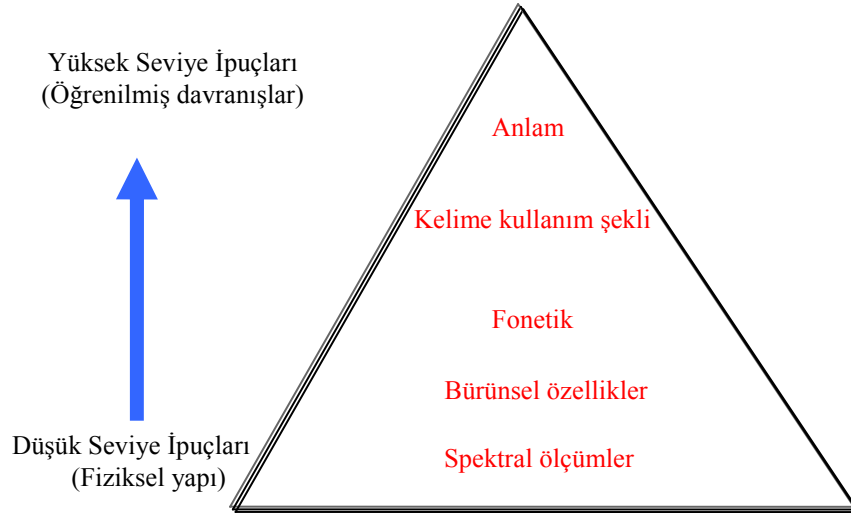 Yüksek Seviye İpuçları
(Öğrenilmiş davranışlar)
Anlam
Kelime kullanım şekli
Fonetik
Bürünsel özellikler
Düşük Seviye İpuçları
(Fiziksel yapı)
Spektral ölçümler